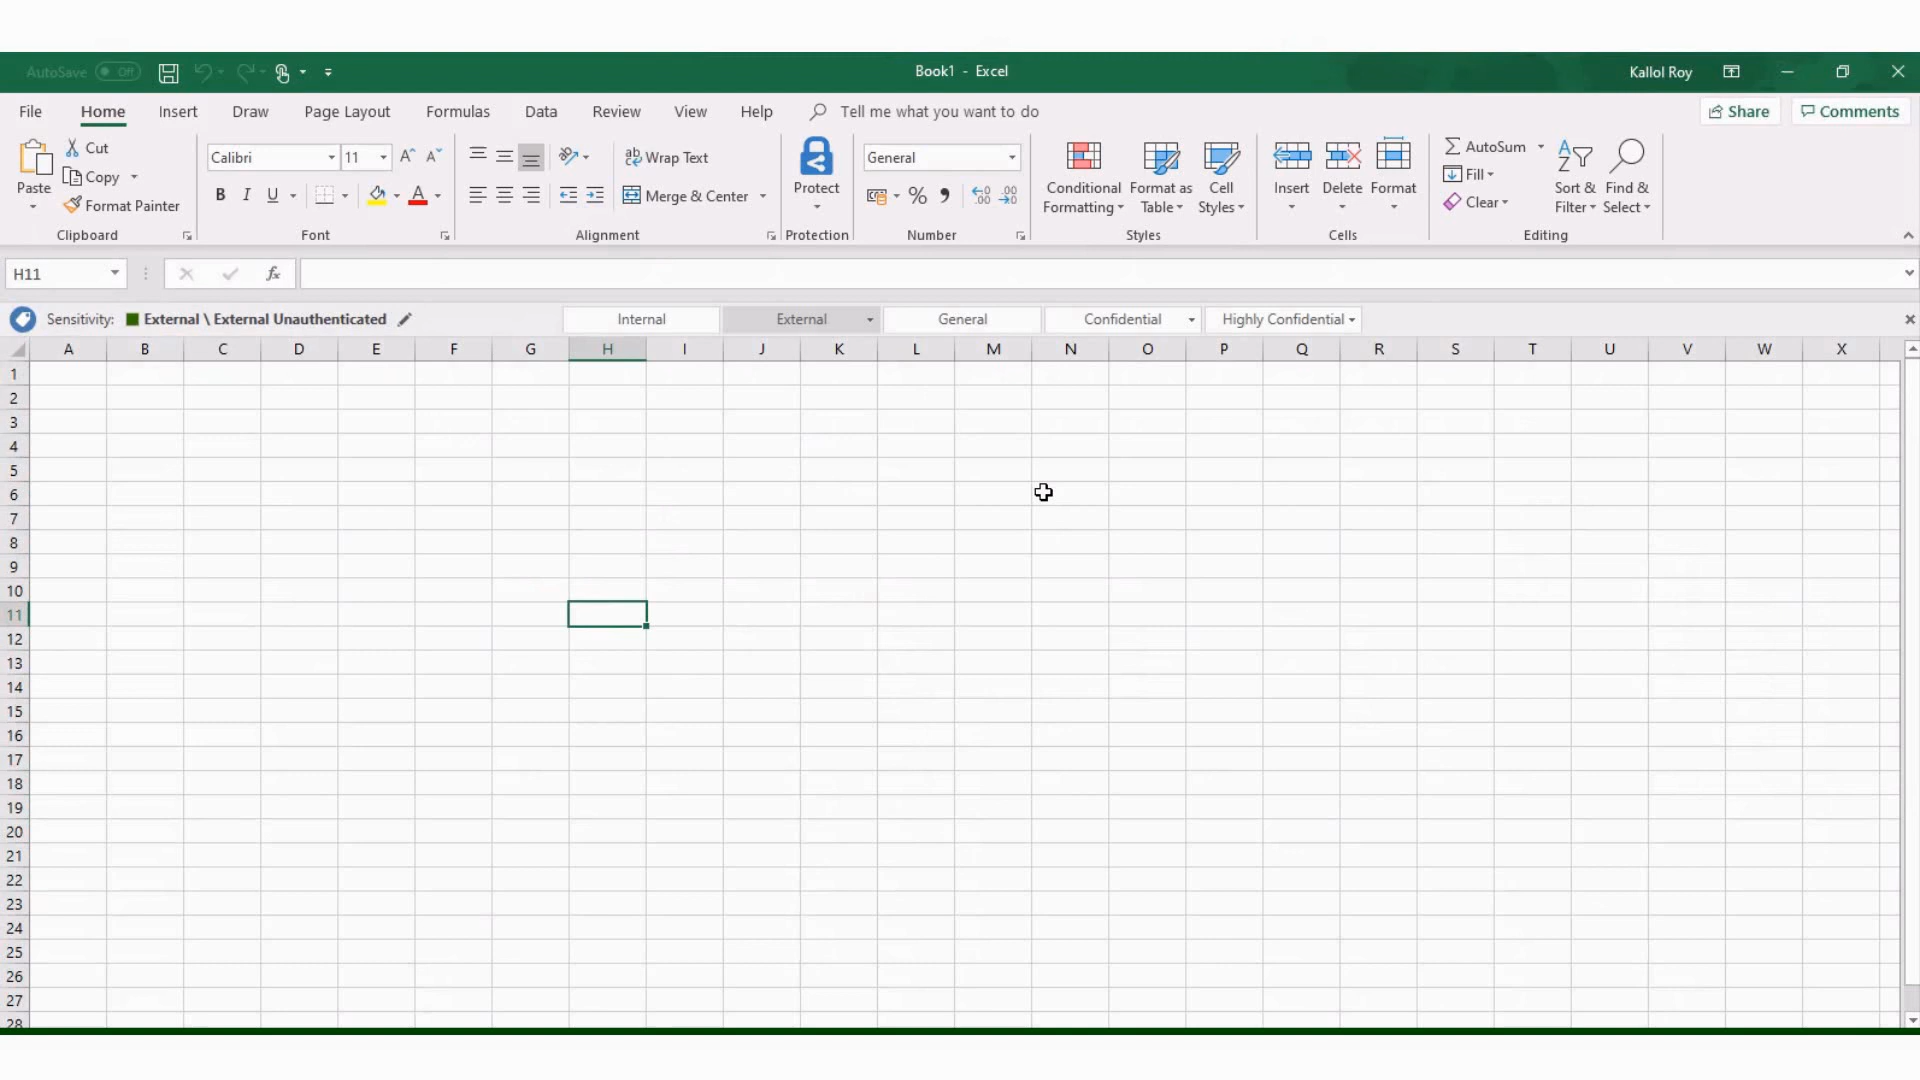 AutoSave Off Book1 - Excel Kallol Roy
File Home Insert Draw Page Layout Formulas Data Review View Help Tell me what you want to do Share Comments
Paste
Cut
Copy
Format Painter
Clipboard
Calibri 11
B I U A
Font
ab Wrap Text
Merge & Center
Alignment
Protect
Protection
General
% 
Number
Conditional Formatting
Format as Table
Cell Styles
Styles
Insert
Delete
Format
Cells
AutoSum
Fill
Clear
Sort & Filter
Find & Select
Editing
H11 fx
Sensitivity: External \ External Unauthenticated Internal External General Confidential Highly Confidential
A B C D E F G H I J K L M N O P Q R S T U V W X
1
2
3
4
5
6
7
8
9
10
11
12
13
14
15
16
17
18
19
20
21
22
23
24
25
26
27
28